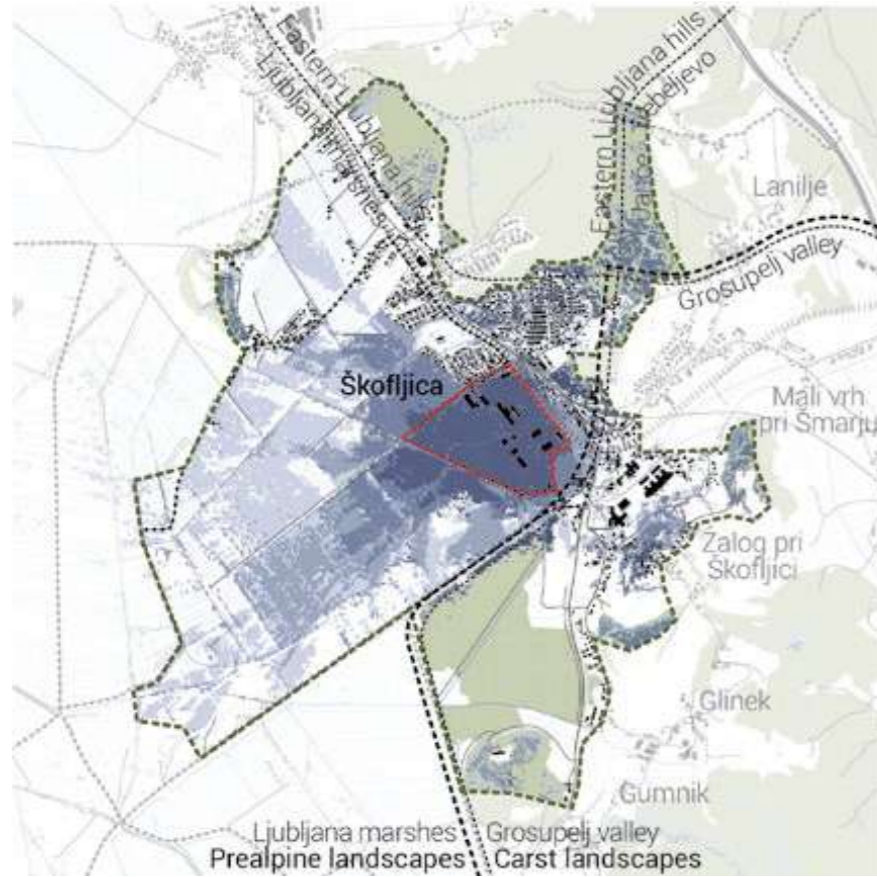 Eastern Ljubljana hills
Ljubljana marshes
Eastern Ljubljana hills
Janče
Lanilje
Grosupelj valley
Škofljica
Mali vrh
pri Šmarju
Zalog pri
Škofljici
Glinek
Gumnik
Ljubljana marshes
Grosupelj valley
Prealpine landscapes
Carst landscapes